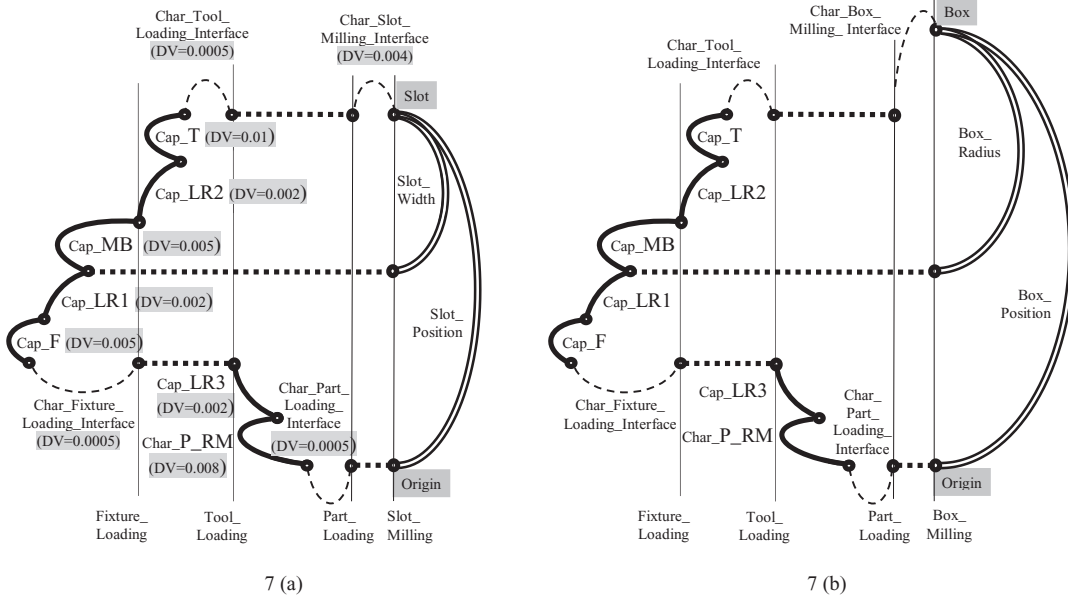 Char_Tool_
Loading_Interface
(DV=0.0005)
Char_Slot_
Milling_Interface
(DV=0.004)
Slot
Cap_T (DV=0.01)
Cap_LR2 (DV=0.002)
Slot_
Width
Cap_MB (DV=0.005)
Cap_LR1 (DV=0.002)
Slot_
Position
Cap_F (DV=0.005)
Char_Fixture_
Loading_Interface
(DV=0.0005)
Cap_LR3
(DV=0.002)
Char_P_RM
(DV=0.008)
Char_Part_
Loading_
Interface
(DV=0.0005)
Origin
Fixture_
Loading
Tool_
Loading
Part_
Loading
Slot_
Milling
7 (a)
Box
Char_Box_
Milling_ Interface
Char_Tool_
Loading_Interface
Cap_T
Cap_LR2
Box_
Radius
Cap_MB
Cap_LR1
Box_
Position
Cap_F
Char_Fixture_
Loading_Interface
Cap_LR3
Char_P_RM
Char_
Part_
Loading_
Interface
Origin
Fixture_
Loading
Tool_
Loading
Part_
Loading
Box_
Milling
7 (b)